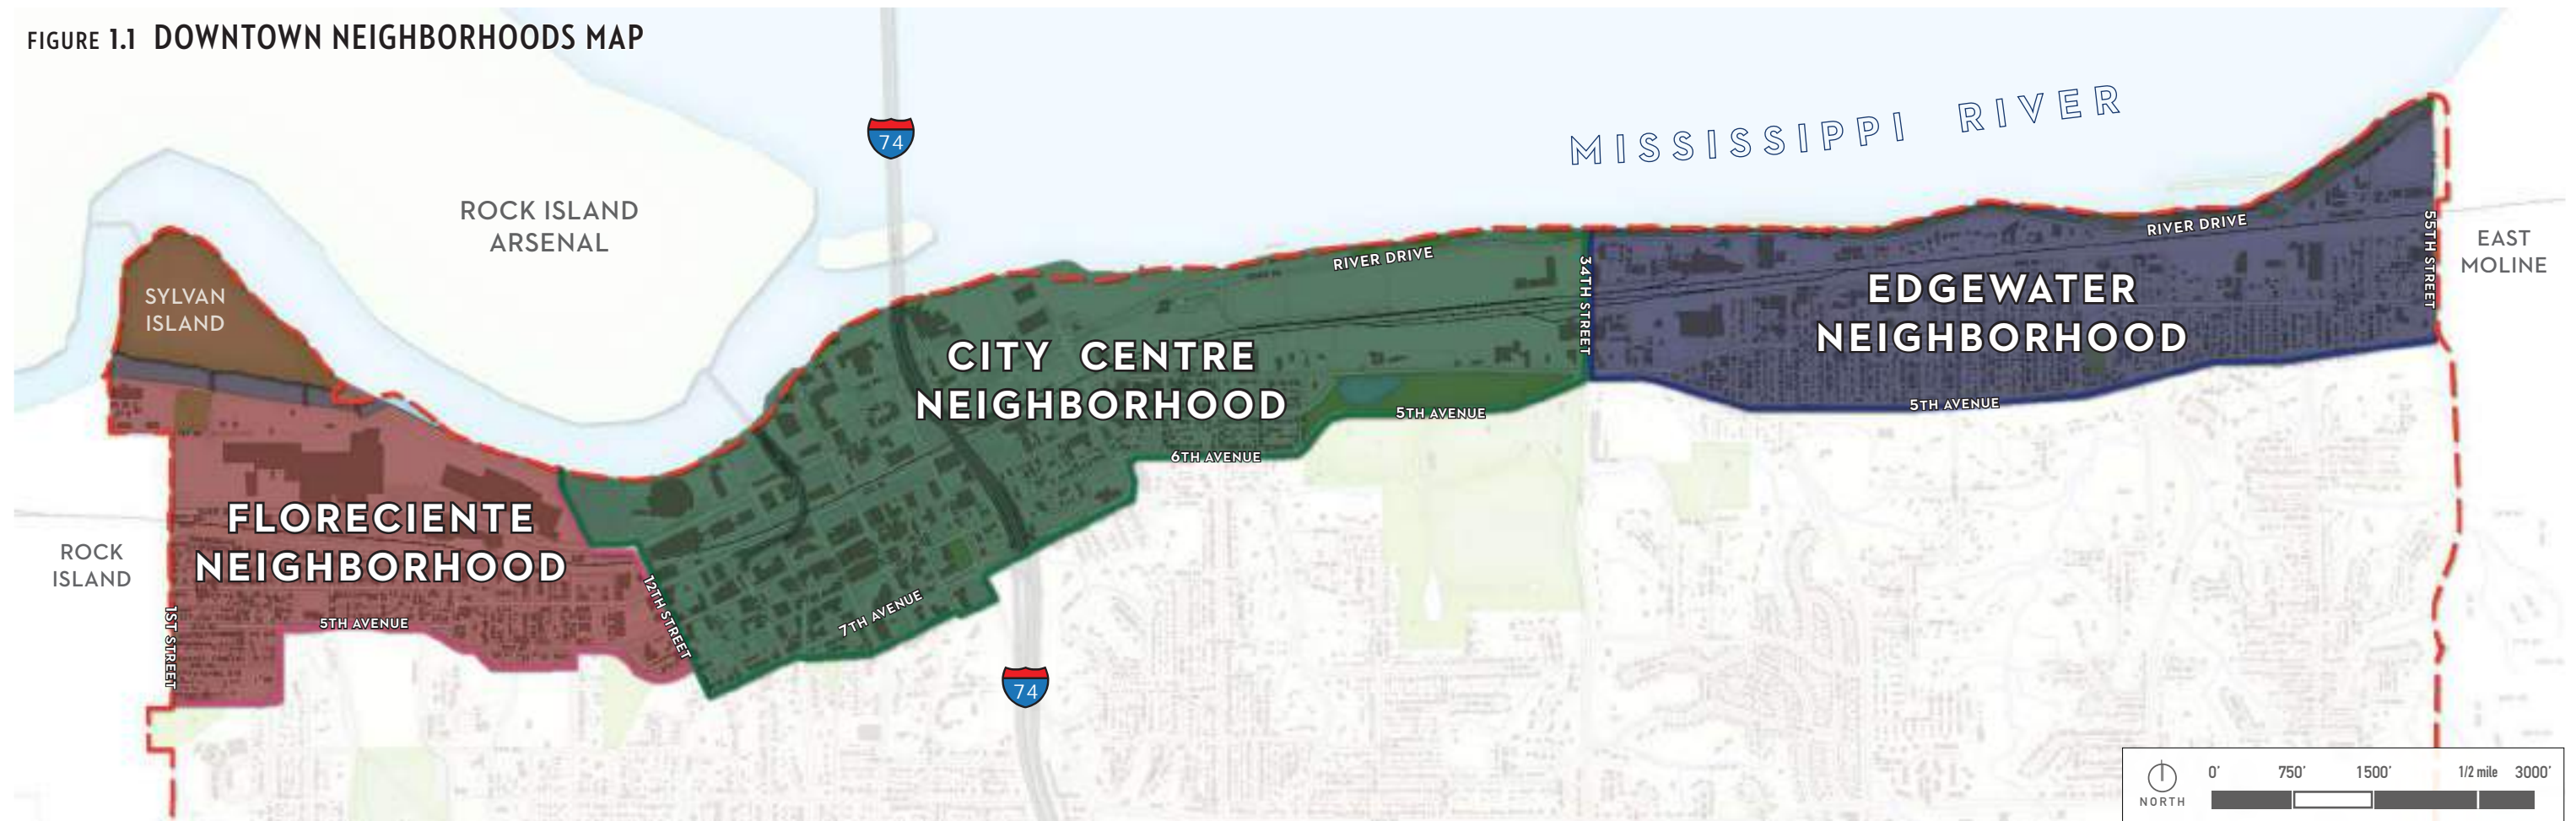 FIGURE 1.1 DOWNTOWN NEIGHBORHOODS MAP
74
MISSISSIPPI RIVER
ROCK ISLAND
ARSENAL
SYLVAN
ISLAND
RIVER DRIVE
RIVER DRIVE
34TH STREET
55TH STREET
EAST
MOLINE
EDGEWATER
NEIGHBORHOOD
CITY CENTRE
NEIGHBORHOOD
5TH AVENUE
5TH AVENUE
6TH AVENUE
FLORECIENTE
NEIGHBORHOOD
ROCK
ISLAND
1ST STREET
5TH AVENUE
12TH STREET
7TH AVENUE
74
0' 750' 1500' 1/2 mile 3000'
NORTH